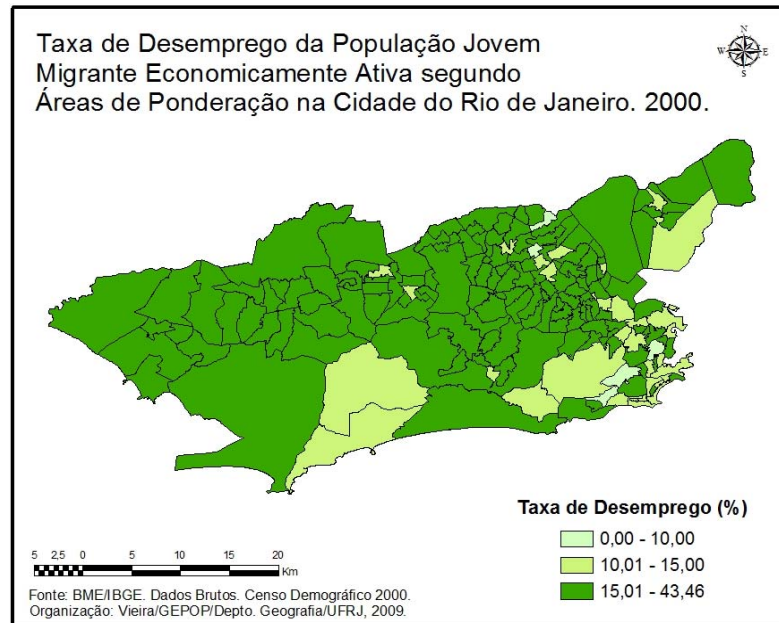 Taxa de Desemprego da População Jovem
Migrante Economicamente Ativa segundo
Áreas de Ponderação na Cidade do Rio de Janeiro. 2000.
N
W E
S
Taxa de Desemprego (%)
0,00 - 10,00
10,01 - 15,00
15,01 - 43,46
5 2,5 0 5 10 15 20
Km
Fonte: BME/IBGE. Dados Brutos. Censo Demográfico 2000.
Organização: Vieira/GEPOP/Depto. Geografia/UFRJ, 2009.